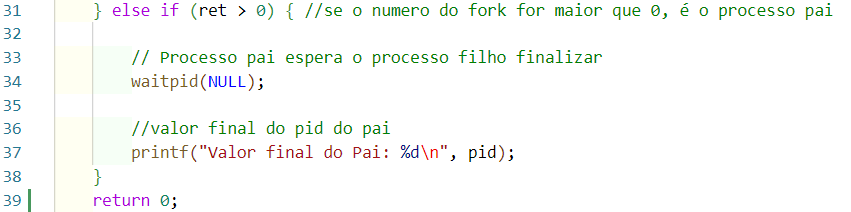 31 } else if (ret > 0) { //se o numero do fork for maior que 0, é o processo pai
32
33 // Processo pai espera o processo filho finalizar
34 waitpid(NULL);
35
36 //valor final do pid do pai
37 printf("Valor final do Pai: %d\n", pid);
38 }
39 return 0;